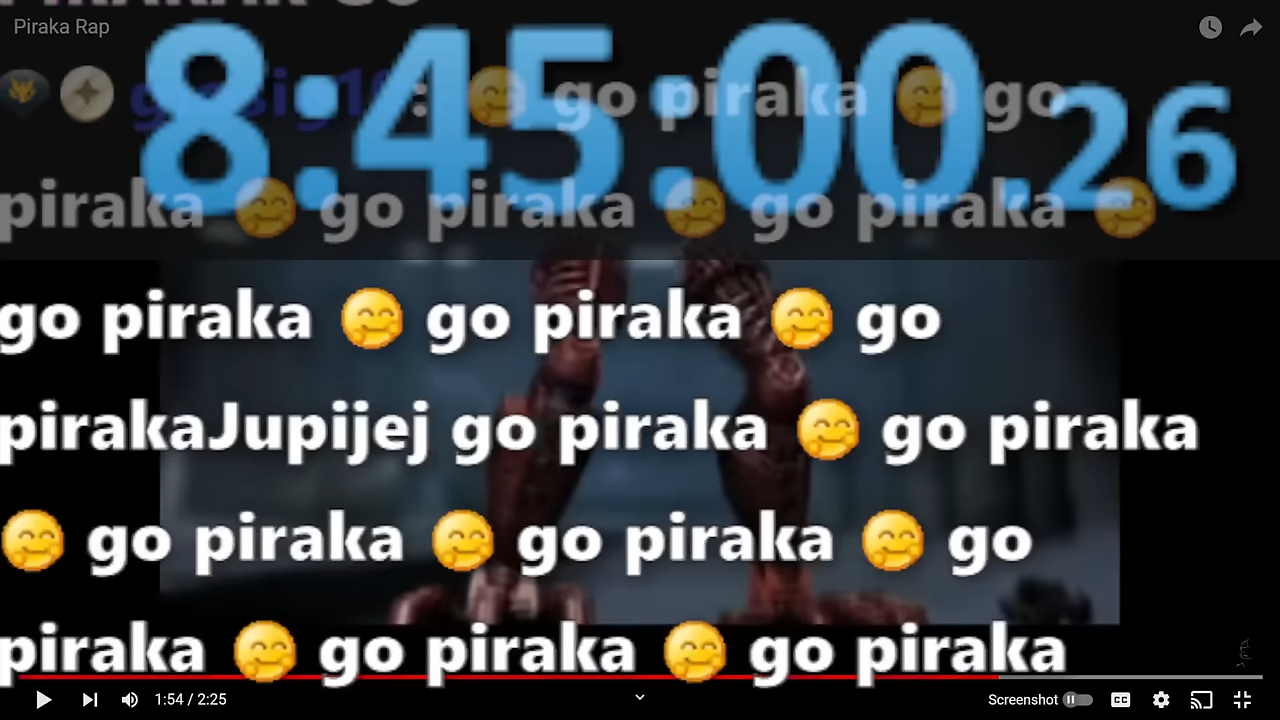 Piraka Rap
8:45:00.26
: 🤗 go piraka 🤗 go
piraka 🤗 go piraka 🤗 go piraka 🤗
go piraka 🤗 go piraka 🤗 go
pirakaJupijej go piraka 🤗 go piraka
🤗 go piraka 🤗 go piraka 🤗 go
piraka 🤗 go piraka 🤗 go piraka
1:54 / 2:25
Screenshot
CC